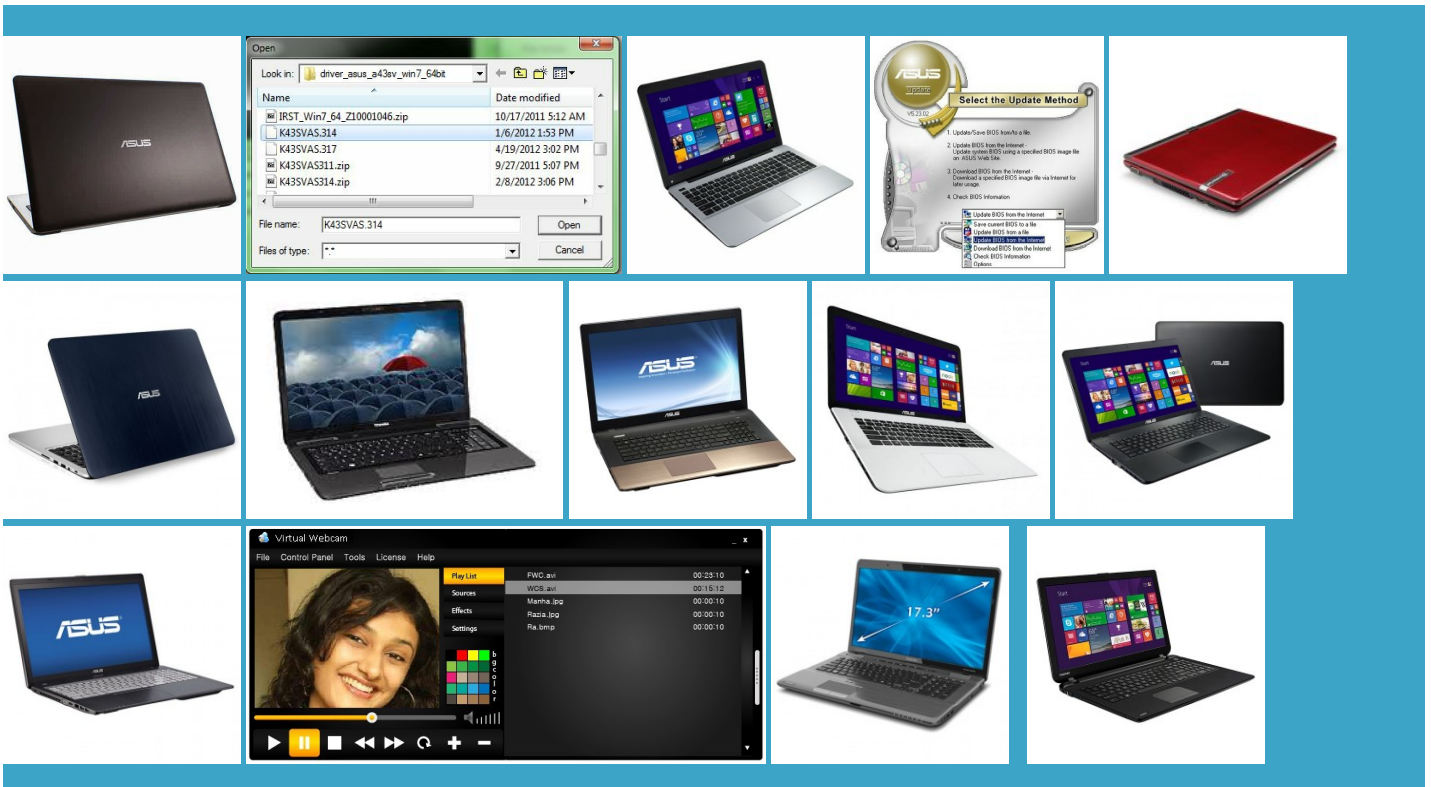 ASUS
Open
Look in:
driver_asus_a43sv_win7_64bit
Name
Date modified
IRST_Win7_64_Z10001046.zip
10/17/2011 5:12 AM
K43SVAS.314
1/6/2012 1:53 PM
K43SVAS.317
4/19/2012 3:02 PM
K43SVAS311.zip
9/27/2011 5:07 PM
K43SVAS314.zip
2/8/2012 3:06 PM
File name:
K43SVAS.314
Open
Files of type:
*.*
Cancel
Start
ASUS
ASUS
Update
V5.23.02
Select the Update Method
1. Update/Save BIOS from/to a file.
2. Update BIOS from the Internet -
Update system BIOS using a specified BIOS image file
on ASUS Web Site.
3. Download BIOS from the Internet -
Download a specified BIOS image file via Internet for
later usage.
4. Check BIOS Information
Update BIOS from the Internet
Save current BIOS to a file
Update BIOS from a file
Update BIOS from the Internet
Download BIOS from the Internet
Check BIOS Information
Options
ASUS
TOSHIBA
ASUS
ASUS
Start
ASUS
Start
ASUS
ASUS
ASUS
ASUS
Virtual Webcam
File Control Panel Tools License Help
Play List
Sources
Effects
Settings
bgcolor
FWC.avi 00:23:10
WCS.avi 00:15:12
Manha.jpg 00:00:10
Razia.jpg 00:00:10
Ra.bmp 00:00:10
17.3"
Start